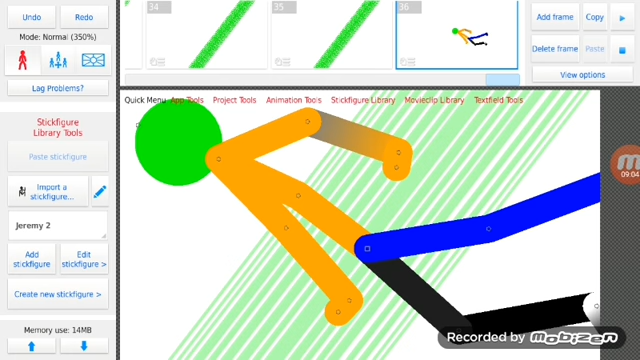 Undo
Redo
Mode: Normal (350%)
Lag Problems?
Stickfigure
Library Tools
Paste stickfigure
Import a
stickfigure...
Jeremy 2
Add
stickfigure
Edit
stickfigure >
Create new stickfigure >
Memory use: 14MB
34
35
36
Add frame
Copy
Delete frame
Paste
View options
Quick Menu
App Tools
Project Tools
Animation Tools
Stickfigure Library
Movieclip Library
Textfield Tools
09:04
Recorded by mobizen